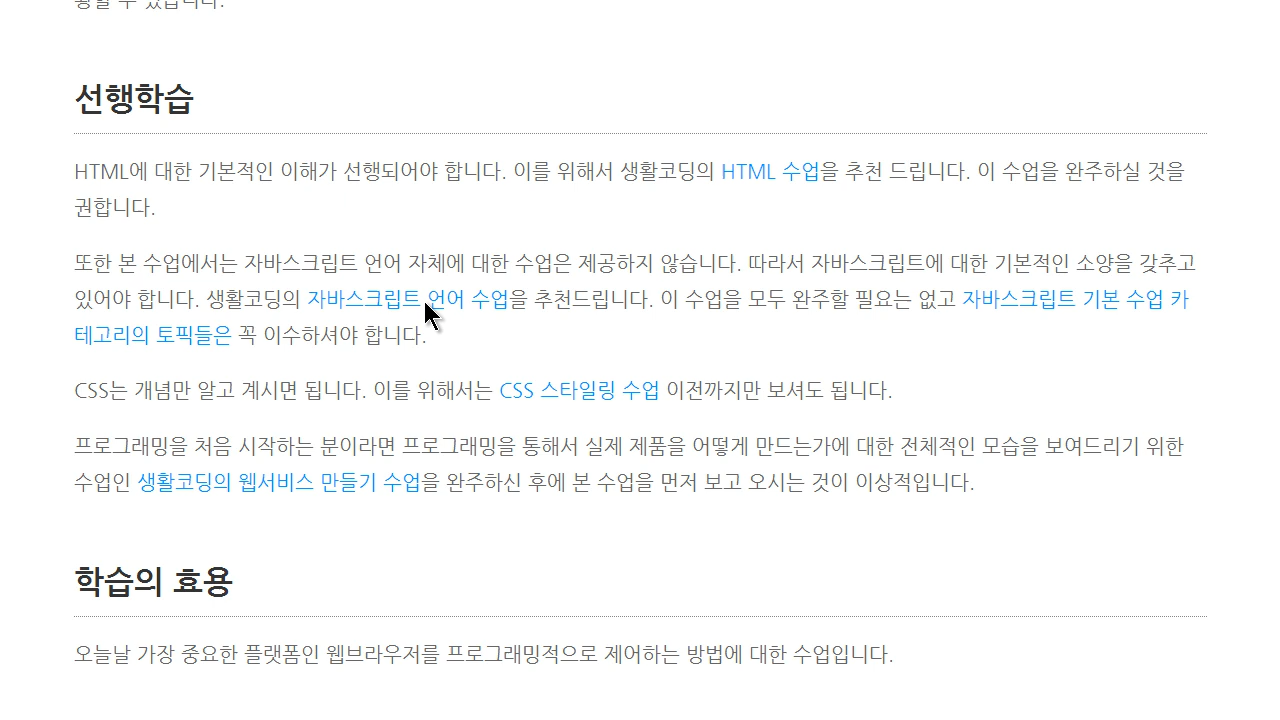 황할 수 있습니다.
선행학습
HTML에 대한 기본적인 이해가 선행되어야 합니다. 이를 위해서 생활코딩의 HTML 수업을 추천 드립니다. 이 수업을 완주하실 것을
권합니다.
또한 본 수업에서는 자바스크립트 언어 자체에 대한 수업은 제공하지 않습니다. 따라서 자바스크립트에 대한 기본적인 소양을 갖추고
있어야 합니다. 생활코딩의 자바스크립트 언어 수업을 추천드립니다. 이 수업을 모두 완주할 필요는 없고 자바스크립트 기본 수업 카
테고리의 토픽들은 꼭 이수하셔야 합니다.
CSS는 개념만 알고 계시면 됩니다. 이를 위해서는 CSS 스타일링 수업 이전까지만 보셔도 됩니다.
프로그래밍을 처음 시작하는 분이라면 프로그래밍을 통해서 실제 제품을 어떻게 만드는가에 대한 전체적인 모습을 보여드리기 위한
수업인 생활코딩의 웹서비스 만들기 수업을 완주하신 후에 본 수업을 먼저 보고 오시는 것이 이상적입니다.
학습의 효용
오늘날 가장 중요한 플랫폼인 웹브라우저를 프로그래밍적으로 제어하는 방법에 대한 수업입니다.